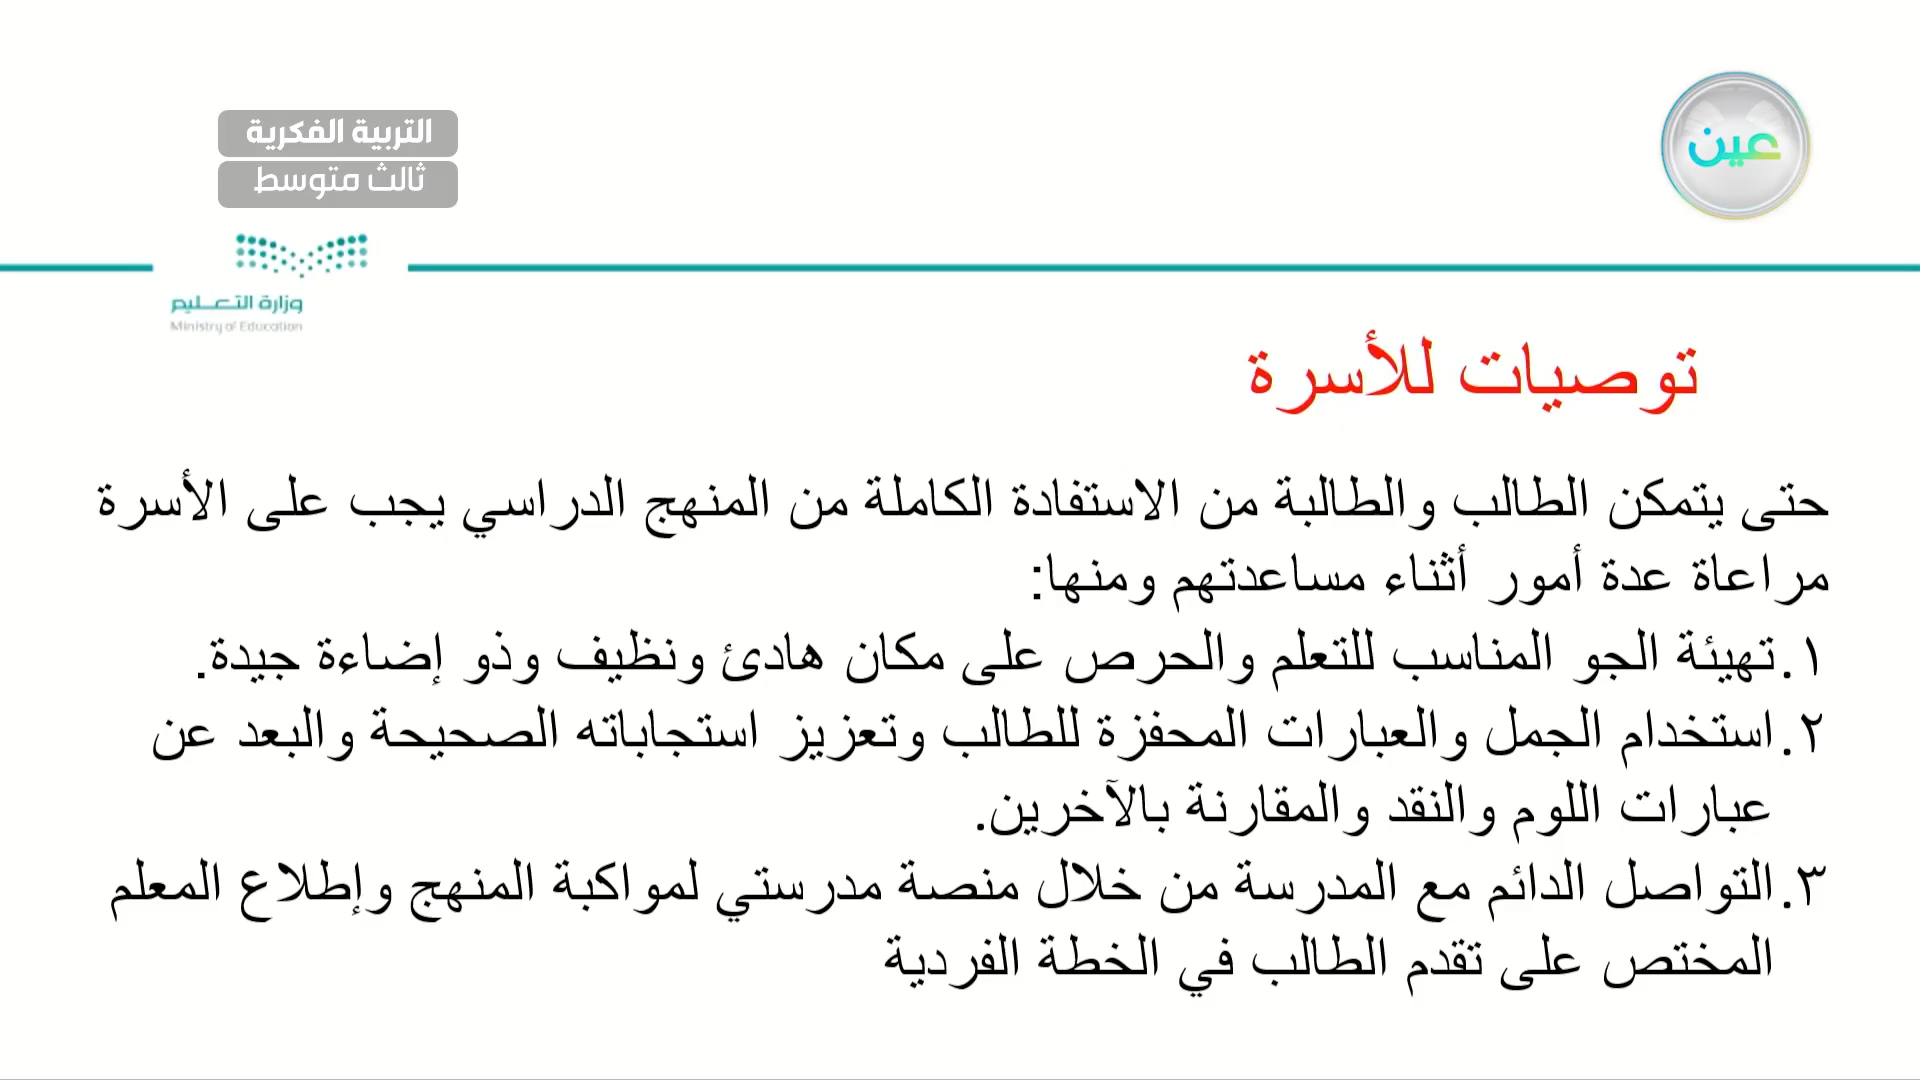 التربية الفكرية
ثالث متوسط
عين
وزارة التعليم
Ministry of Education
توصيات للأسرة
حتى يتمكن الطالب والطالبة من الاستفادة الكاملة من المنهج الدراسي يجب على الأسرة
مراعاة عدة أمور أثناء مساعدتهم ومنها:
١. تهيئة الجو المناسب للتعلم والحرص على مكان هادئ ونظيف وذو إضاءة جيدة.
٢. استخدام الجمل والعبارات المحفزة للطالب وتعزيز استجاباته الصحيحة والبعد عن
عبارات اللوم والنقد والمقارنة بالآخرين.
٣. التواصل الدائم مع المدرسة من خلال منصة مدرستي لمواكبة المنهج وإطلاع المعلم
المختص على تقدم الطالب في الخطة الفردية